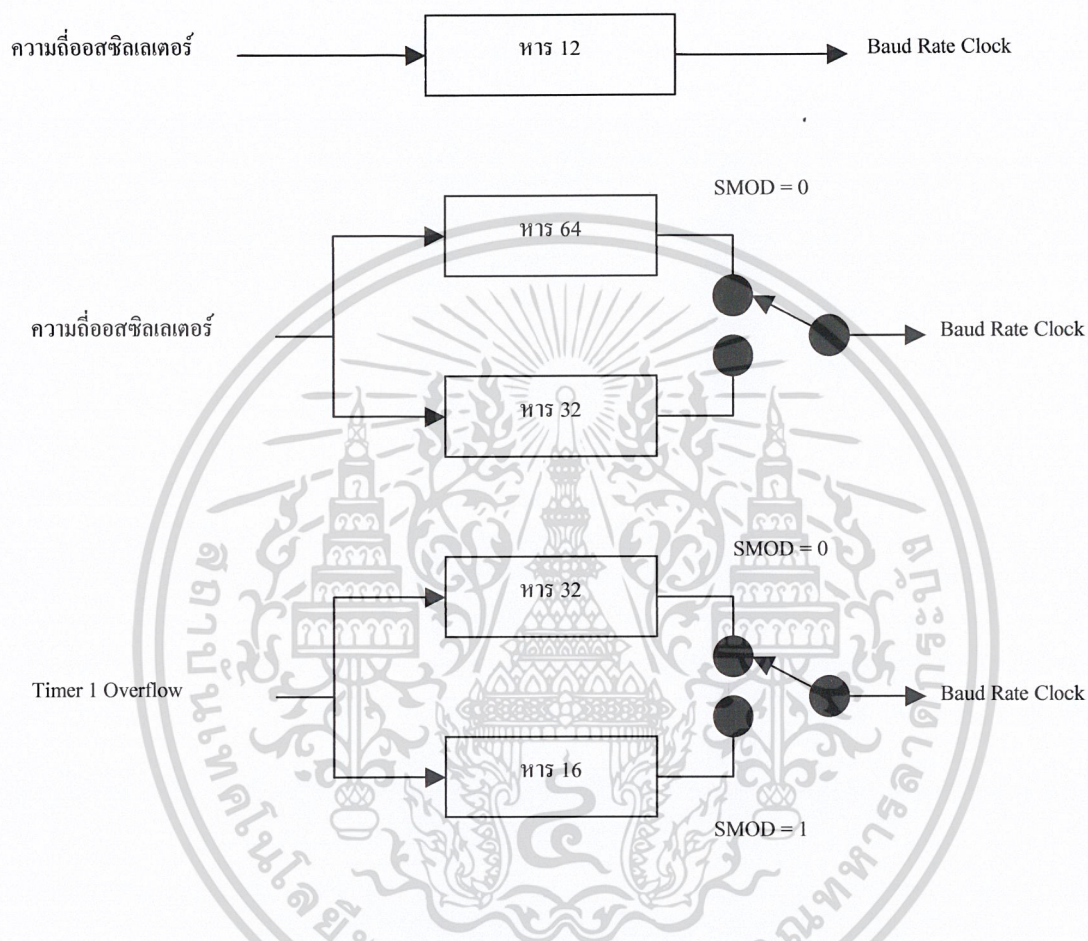 ความถี่ออสซิลเลเตอร์
หาร 12
Baud Rate Clock
SMOD = 0
หาร 64
ความถี่ออสซิลเลเตอร์
Baud Rate Clock
หาร 32
SMOD = 0
หาร 32
Timer 1 Overflow
Baud Rate Clock
หาร 16
SMOD = 1